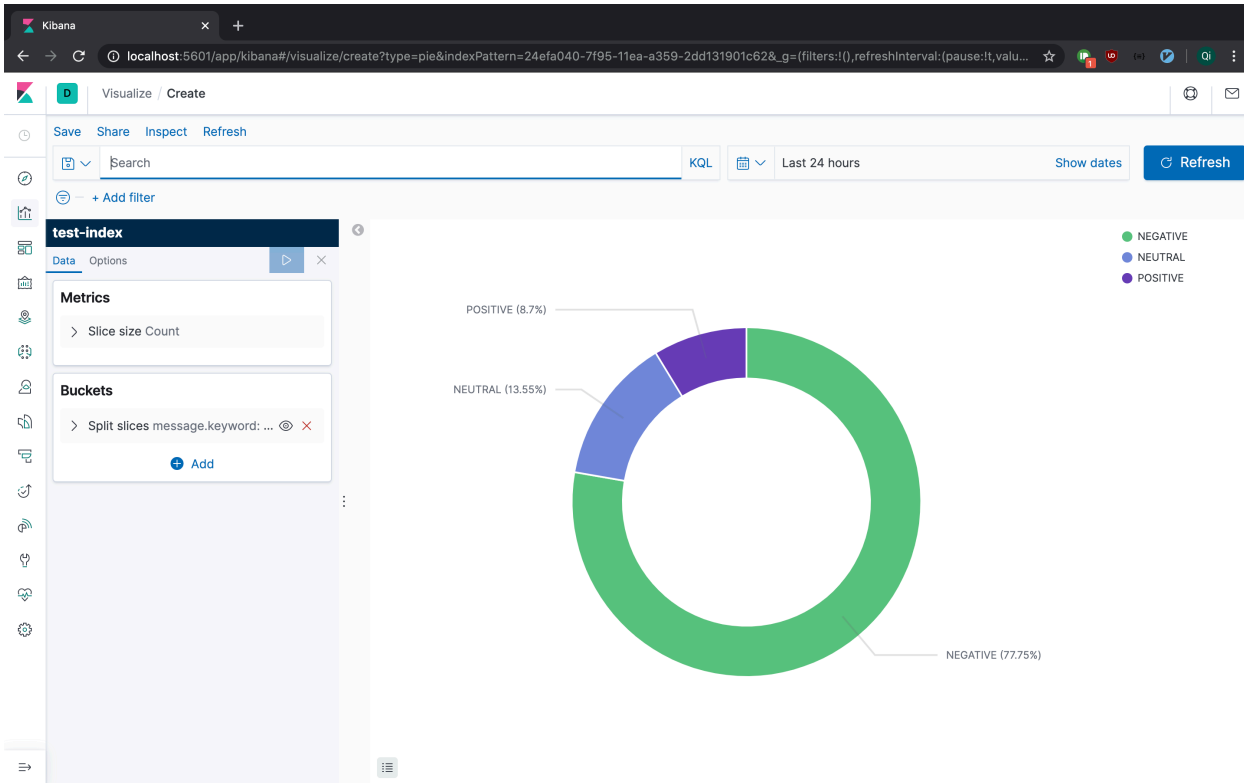 Kibana
localhost:5601/app/kibana#/visualize/create?type=pie&indexPattern=24efa040-7f95-11ea-a359-2dd131901c62&_g=(filters:!(),refreshInterval:(pause:!t,valu...
1
UD
Qi
D
Visualize / Create
Save Share Inspect Refresh
Search
KQL
Last 24 hours
Show dates
Refresh
+ Add filter
test-index
Data Options
Metrics
Slice size Count
Buckets
Split slices message.keyword: ...
Add
NEGATIVE
NEUTRAL
POSITIVE
POSITIVE (8.7%)
NEUTRAL (13.55%)
NEGATIVE (77.75%)